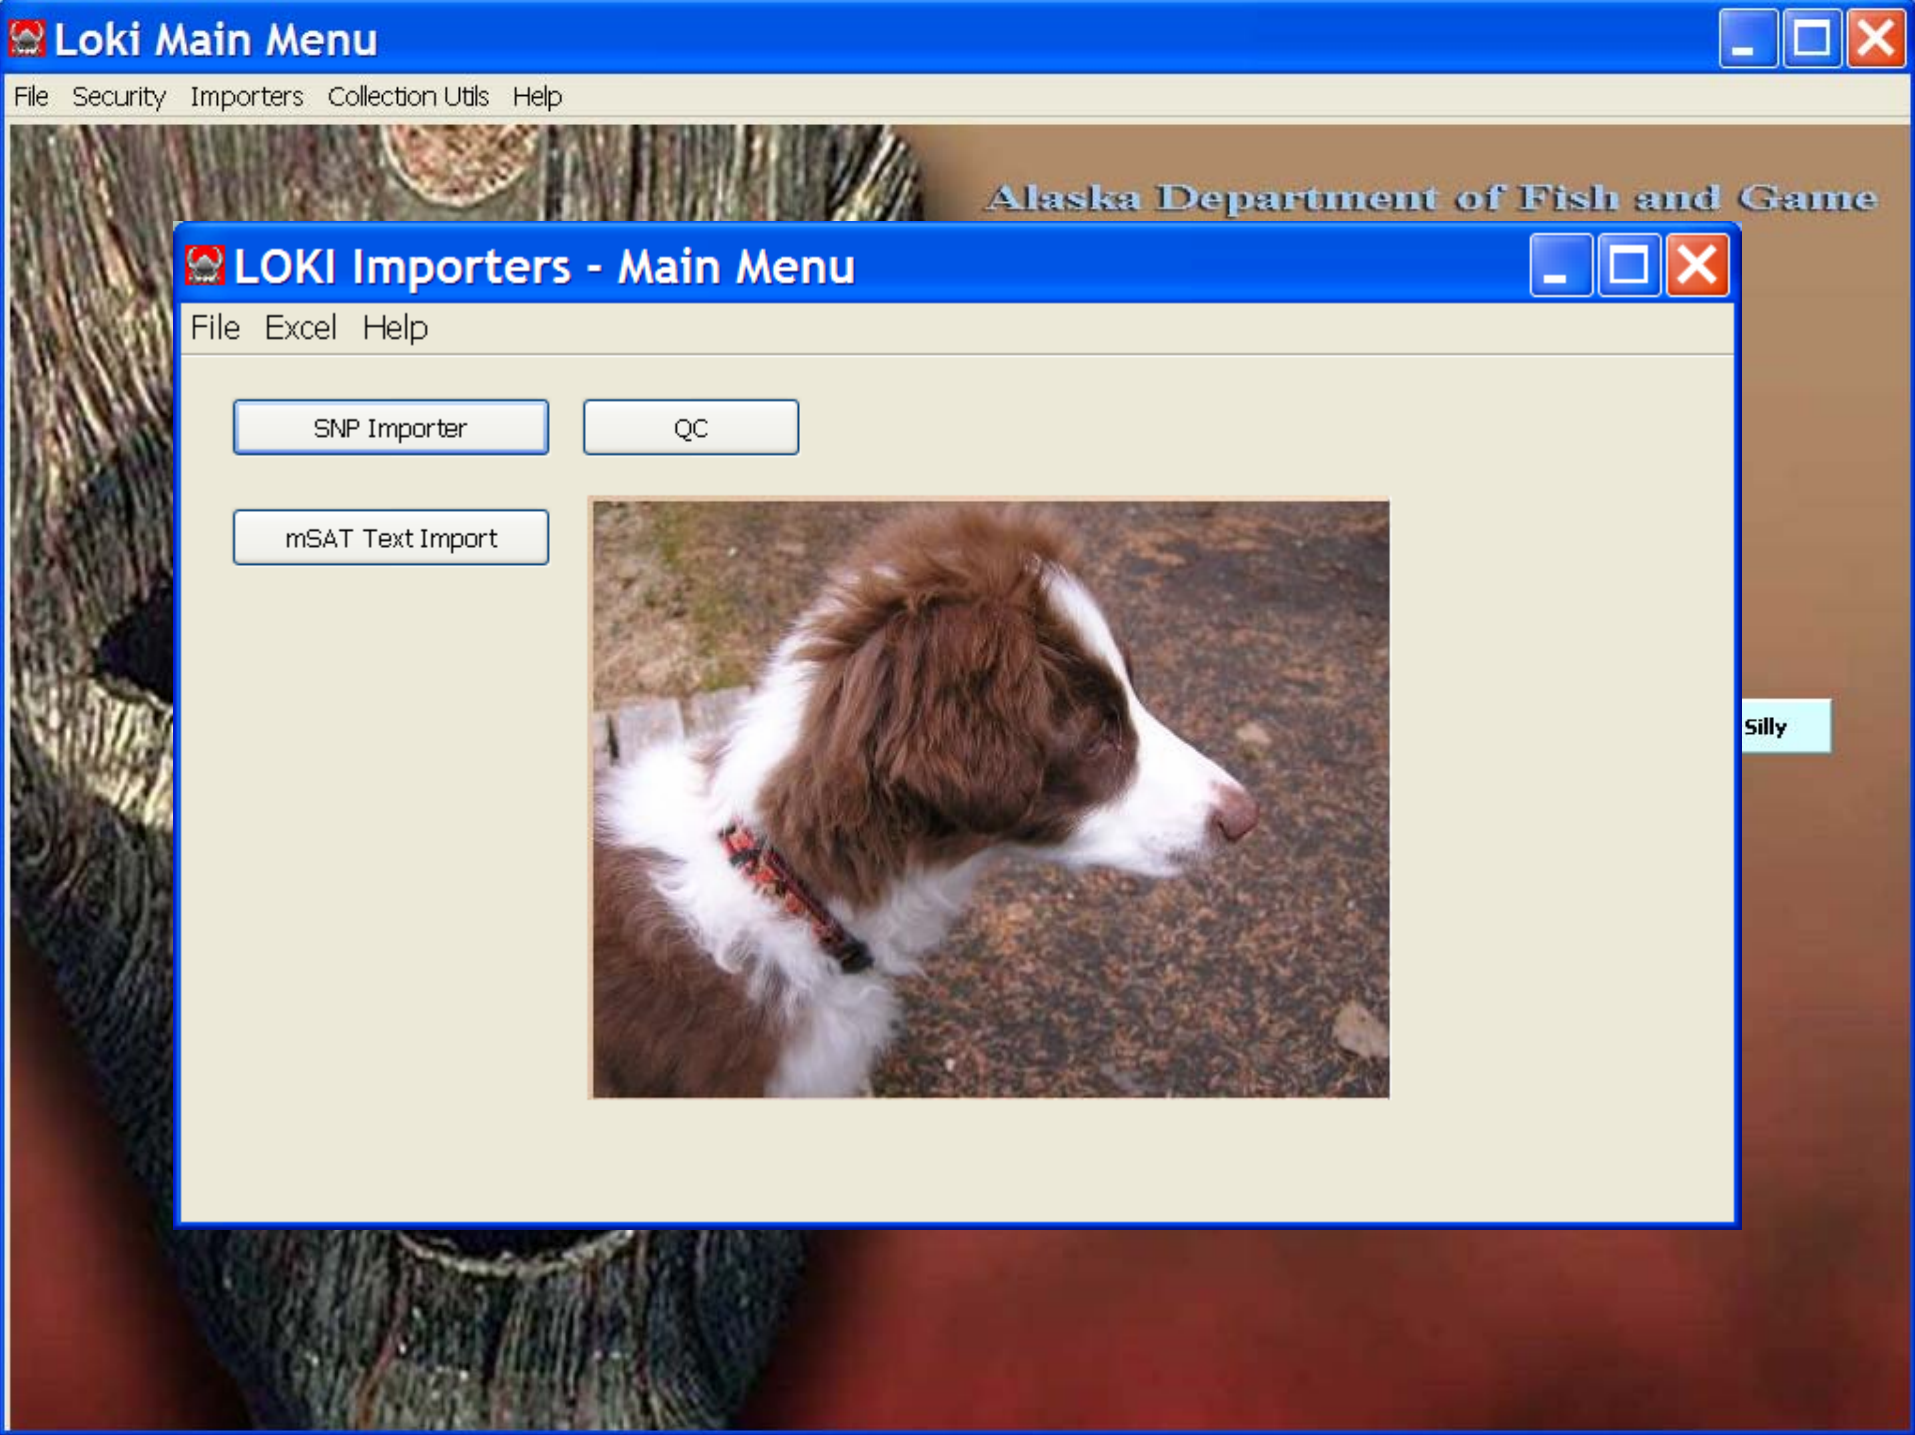 Loki Main Menu
File Security Importers Collection Utils Help
Alaska Department of Fish and Game
LOKI Importers - Main Menu
File Excel Help
SNP Importer QC
mSAT Text Import
Silly